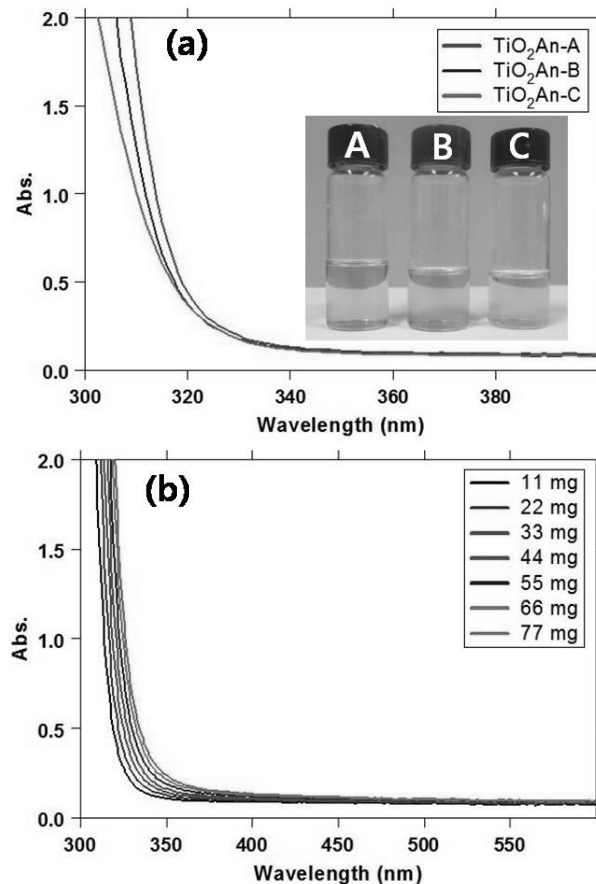 2.0
(a)
TiO₂An-A
TiO₂An-B
TiO₂An-C
1.5
A B C
Abs.
1.0
0.5
0.0
300 320 340 360 380
Wavelength (nm)
2.0
(b)
11 mg
22 mg
33 mg
44 mg
55 mg
66 mg
77 mg
1.5
Abs.
1.0
0.5
0.0
300 350 400 450 500 550
Wavelength (nm)